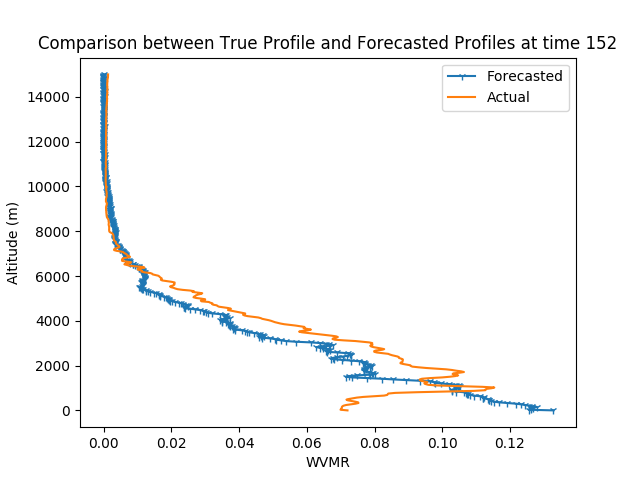 Comparison between True Profile and Forecasted Profiles at time 152
Forecasted
Actual
14000
12000
10000
8000
6000
4000
2000
0
Altitude (m)
0.00 0.02 0.04 0.06 0.08 0.10 0.12
WVMR